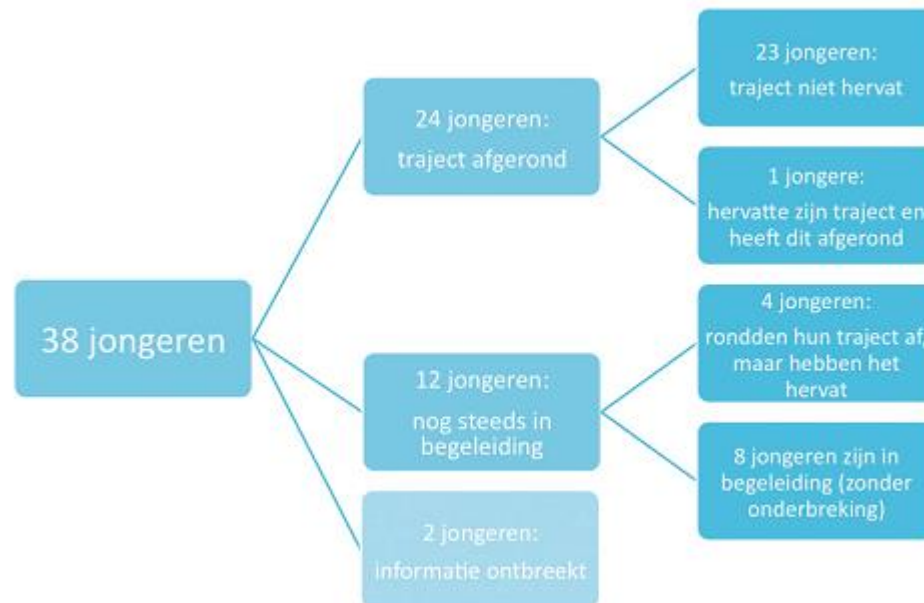 38 jongeren
24 jongeren:
traject afgerond
23 jongeren:
traject niet hervat
1 jongere:
hervatte zijn traject en
heeft dit afgerond
12 jongeren:
nog steeds in
begeleiding
4 jongeren:
rondden hun traject af,
maar hebben het
hervat
8 jongeren zijn in
begeleiding (zonder
onderbreking)
2 jongeren:
informatie ontbreekt